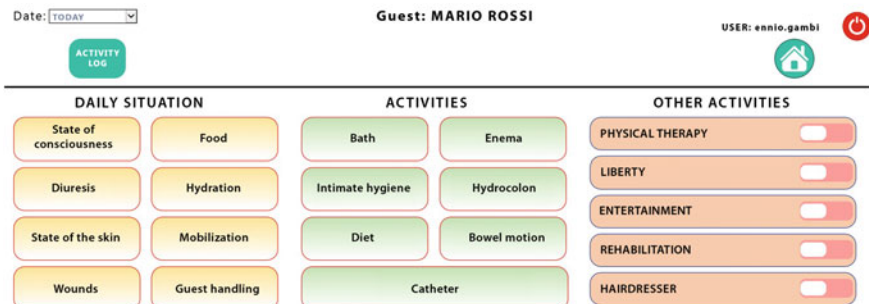 Date: TODAY
Guest: MARIO ROSSI
USER: ennio.gambi
ACTIVITY
LOG
DAILY SITUATION
State of
consciousness
Food
Diuresis
Hydration
State of the skin
Mobilization
Wounds
Guest handling
ACTIVITIES
Bath
Enema
Intimate hygiene
Hydrocolon
Diet
Bowel motion
Catheter
OTHER ACTIVITIES
PHYSICAL THERAPY
LIBERTY
ENTERTAINMENT
REHABILITATION
HAIRDRESSER